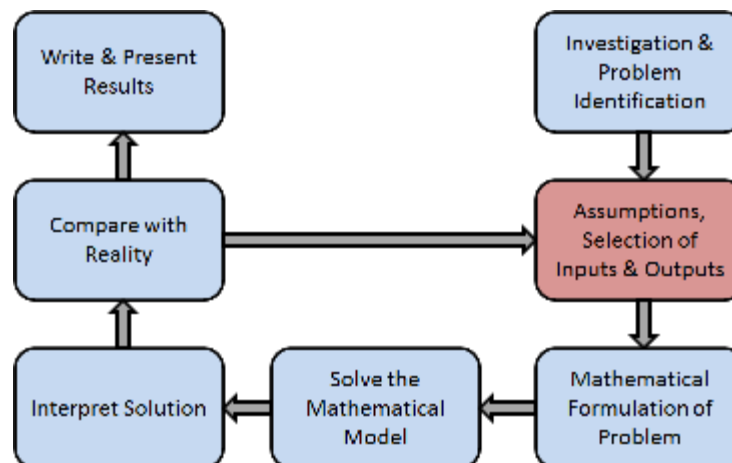 Write & Present
Results
Investigation &
Problem
Identification
Compare with
Reality
Assumptions,
Selection of
Inputs & Outputs
Interpret Solution
Solve the
Mathematical
Model
Mathematical
Formulation of
Problem